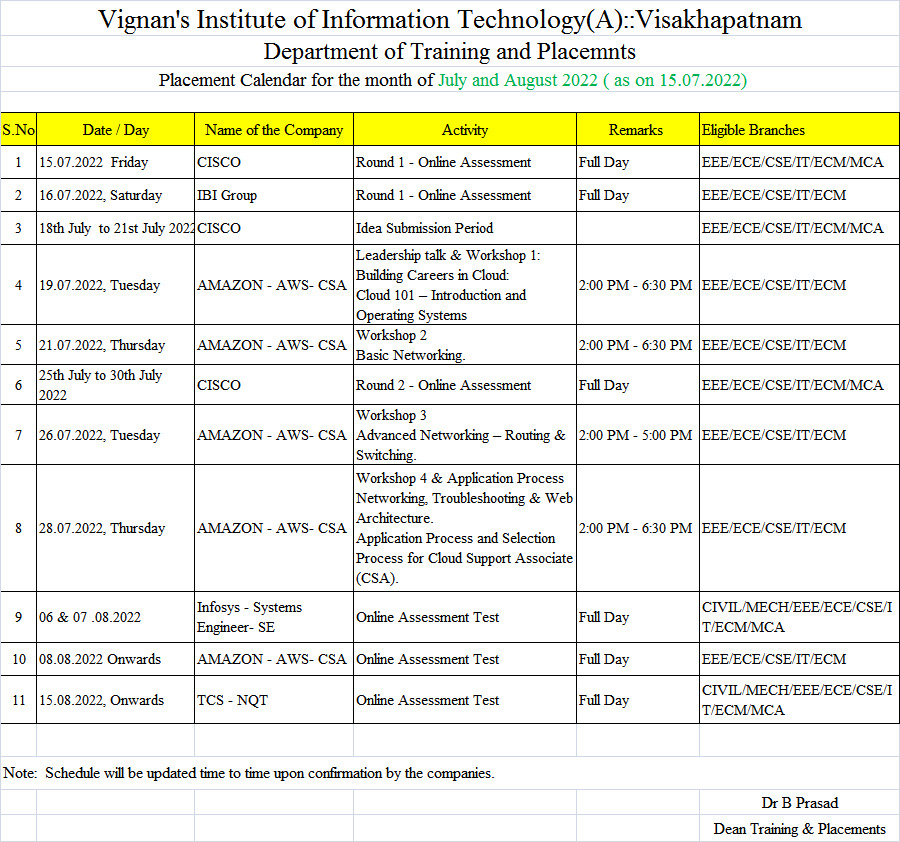 Vignan's Institute of Information Technology(A)::Visakhapatnam
Department of Training and Placemnts
Placement Calendar for the month of July and August 2022 ( as on 15.07.2022)
S.No Date / Day Name of the Company Activity Remarks Eligible Branches
1 15.07.2022 Friday CISCO Round 1 - Online Assessment Full Day EEE/ECE/CSE/IT/ECM/MCA
2 16.07.2022, Saturday IBI Group Round 1 - Online Assessment Full Day EEE/ECE/CSE/IT/ECM
3 18th July to 21st July 2022 CISCO Idea Submission Period EEE/ECE/CSE/IT/ECM/MCA
4 19.07.2022, Tuesday AMAZON - AWS- CSA Leadership talk & Workshop 1:
Building Careers in Cloud:
Cloud 101 – Introduction and
Operating Systems
2:00 PM - 6:30 PM EEE/ECE/CSE/IT/ECM
5 21.07.2022, Thursday AMAZON - AWS- CSA Workshop 2
Basic Networking.
2:00 PM - 6:30 PM EEE/ECE/CSE/IT/ECM
6 25th July to 30th July
2022
CISCO Round 2 - Online Assessment Full Day EEE/ECE/CSE/IT/ECM/MCA
7 26.07.2022, Tuesday AMAZON - AWS- CSA Workshop 3
Advanced Networking – Routing &
Switching.
2:00 PM - 5:00 PM EEE/ECE/CSE/IT/ECM
8 28.07.2022, Thursday AMAZON - AWS- CSA Workshop 4 & Application Process
Networking, Troubleshooting & Web
Architecture.
Application Process and Selection
Process for Cloud Support Associate
(CSA).
2:00 PM - 6:30 PM EEE/ECE/CSE/IT/ECM
9 06 & 07 .08.2022 Infosys - Systems
Engineer- SE
Online Assessment Test Full Day CIVIL/MECH/EEE/ECE/CSE/I
T/ECM/MCA
10 08.08.2022 Onwards AMAZON - AWS- CSA Online Assessment Test Full Day EEE/ECE/CSE/IT/ECM
11 15.08.2022, Onwards TCS - NQT Online Assessment Test Full Day CIVIL/MECH/EEE/ECE/CSE/I
T/ECM/MCA
Note: Schedule will be updated time to time upon confirmation by the companies.
Dr B Prasad
Dean Training & Placements